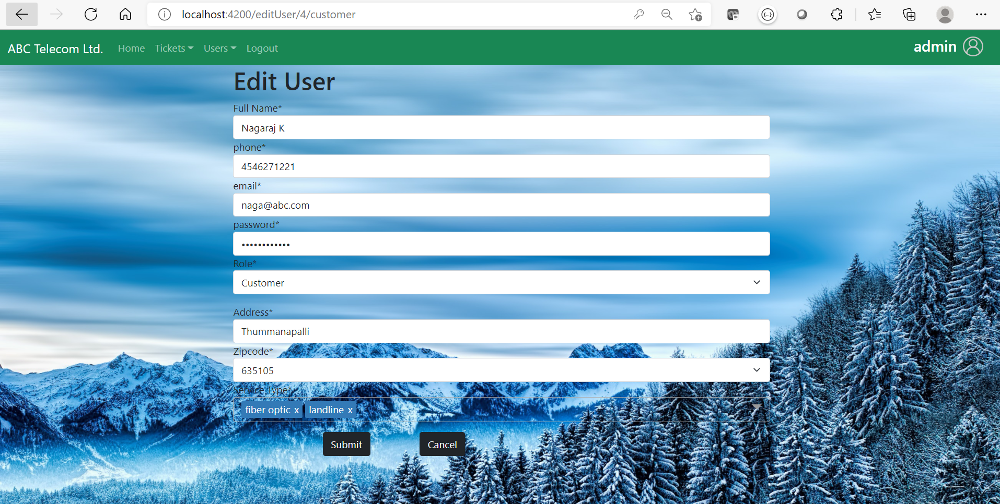 localhost:4200/editUser/4/customer
ABC Telecom Ltd. Home Tickets Users Logout admin
Edit User
Full Name*
Nagaraj K
phone*
4546271221
email*
naga@abc.com
password*
••••••••••••
Role*
Customer
Address*
Thummanapalli
Zipcode*
635105
Service Type*
fiber optic x landline x
Submit Cancel